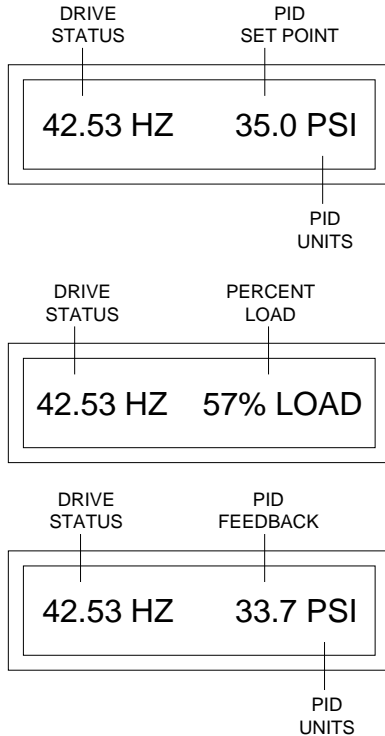 DRIVE STATUS
PID SET POINT
42.53 HZ 35.0 PSI
PID UNITS
DRIVE STATUS
PERCENT LOAD
42.53 HZ 57% LOAD
DRIVE STATUS
PID FEEDBACK
42.53 HZ 33.7 PSI
PID UNITS